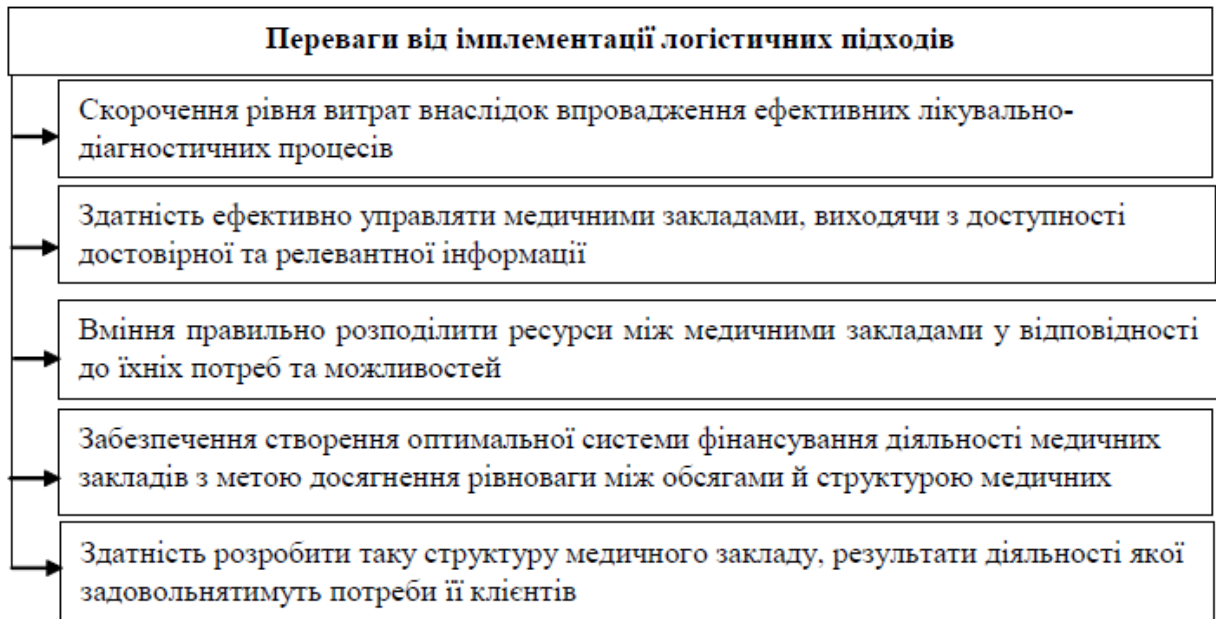 Переваги від імплементації логістичних підходів
Скорочення рівня витрат внаслідок впровадження ефективних лікувально-
діагностичних процесів
Здатність ефективно управляти медичними закладами, виходячи з доступності
достовірної та релевантної інформації
Вміння правильно розподілити ресурси між медичними закладами у відповідності
до їхніх потреб та можливостей
Забезпечення створення оптимальної системи фінансування діяльності медичних
закладів з метою досягнення рівноваги між обсягами й структурою медичних
Здатність розробити таку структуру медичного закладу, результати діяльності якої
задовольнятимуть потреби її клієнтів